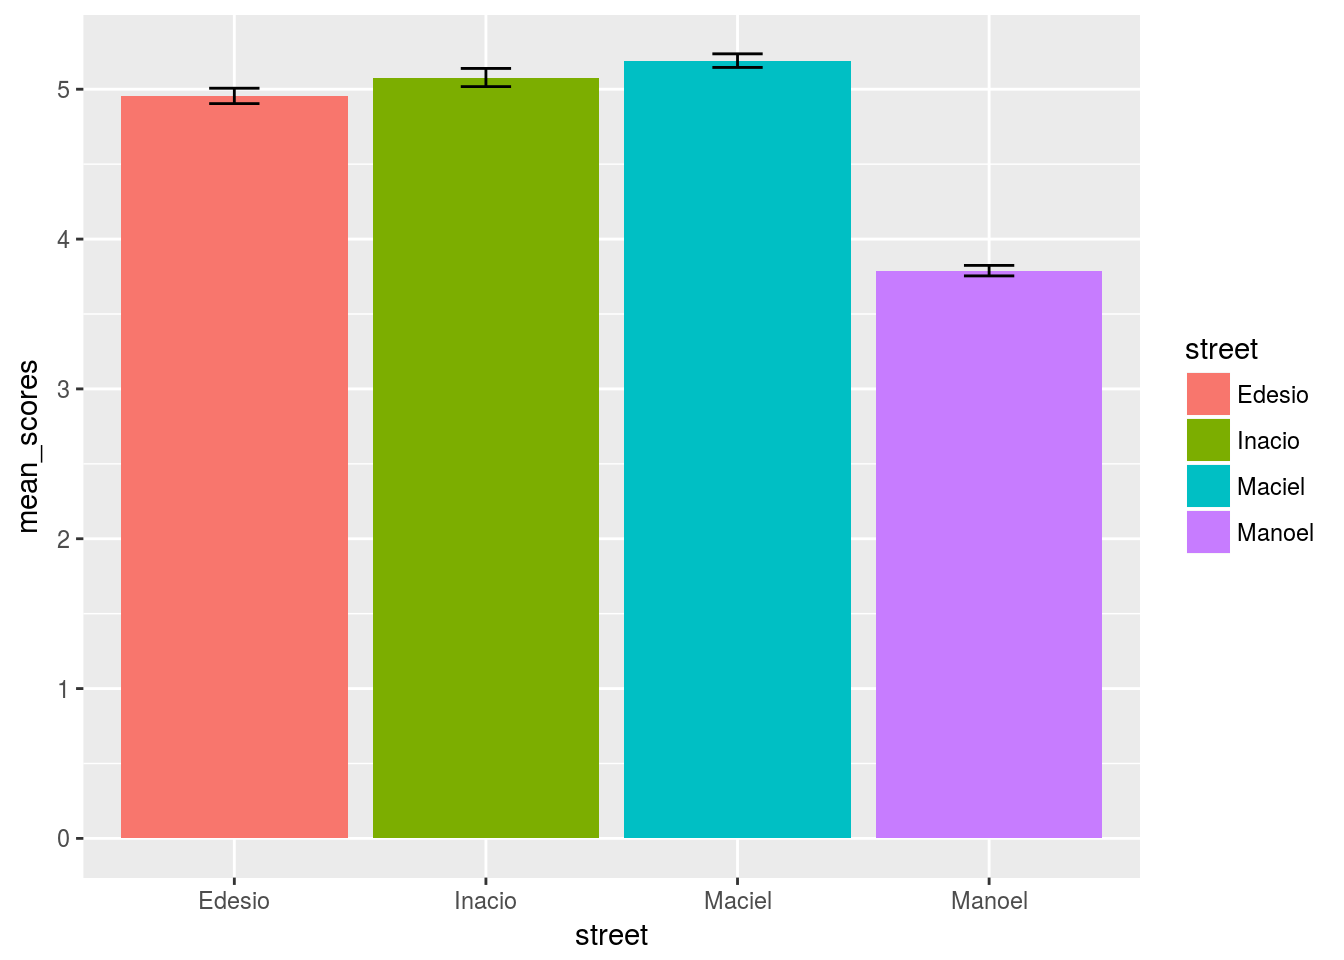 mean_scores
5
4
3
2
1
0
Edesio
Inacio
Maciel
Manoel
street
street
Edesio
Inacio
Maciel
Manoel